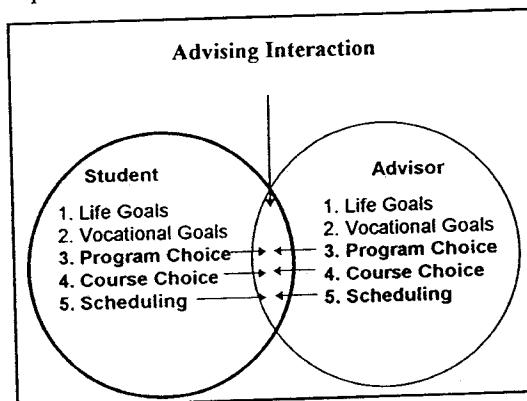 Advising Interaction
Student
1. Life Goals
2. Vocational Goals
3. Program Choice
4. Course Choice
5. Scheduling
Advisor
1. Life Goals
2. Vocational Goals
3. Program Choice
4. Course Choice
5. Scheduling